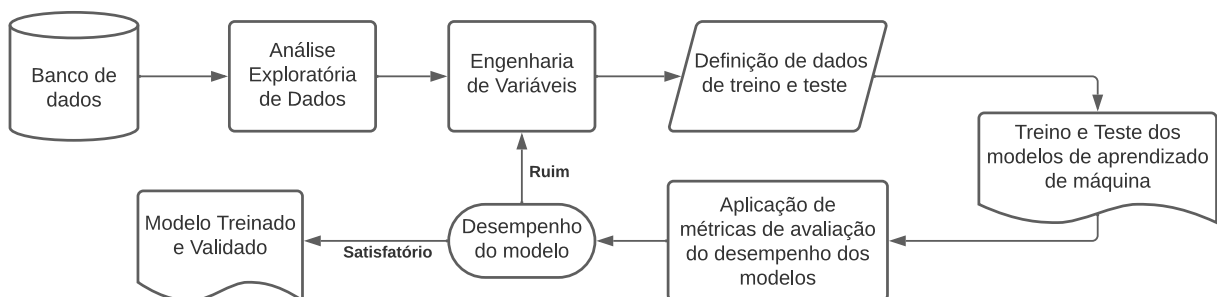 Banco de
dados
Análise
Exploratória
de Dados
Engenharia
de Variáveis
Definição de dados
de treino e teste
Treino e Teste dos
modelos de aprendizado
de máquina
Aplicação de
métricas de avaliação
do desempenho dos
modelos
Desempenho
do modelo
Ruim
Satisfatório
Modelo Treinado
e Validado